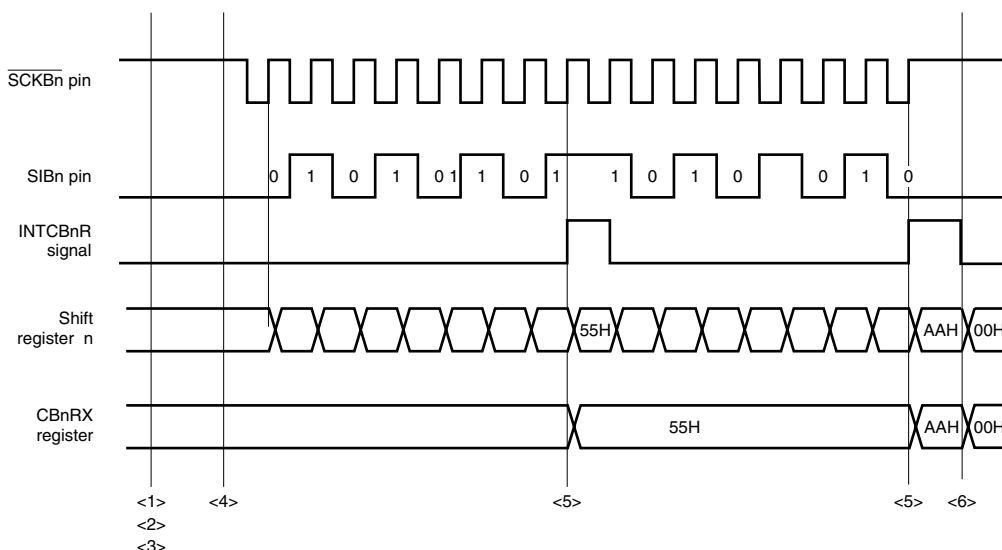 SCKBn pin
SIBn pin
0 1 0 1 0 1 1 0 1 1 0 1 0 0 1 0
INTCBnR
signal
Shift
register n
55H
AAH
00H
CBnRX
register
55H
AAH
00H
<1>
<4>
<5>
<5>
<6>
<2>
<3>